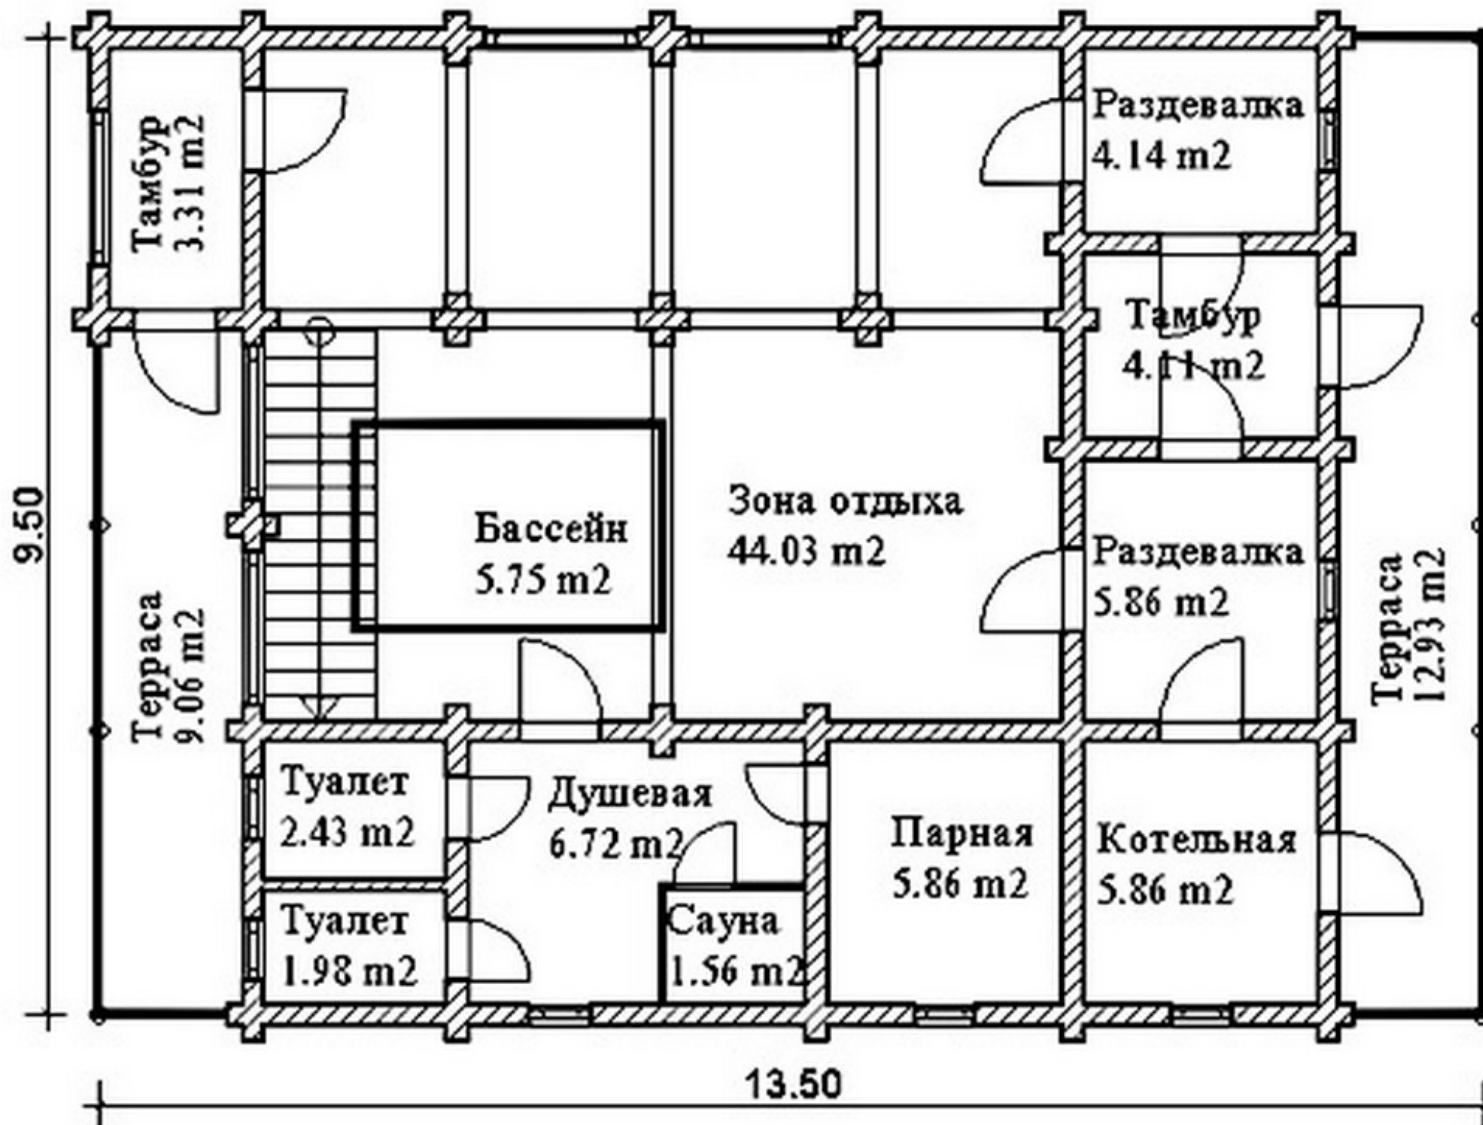 Тамбур
3.31 m2
Раздевалка
4.14 m2
Тамбур
4.11 m2
9.50
Бассейн
5.75 m2
Зона отдыха
44.03 m2
Раздевалка
5.86 m2
Терраса
9.06 m2
Терраса
12.93 m2
Туалет
2.43 m2
Душевая
6.72 m2
Парная
5.86 m2
Котельная
5.86 m2
Туалет
1.98 m2
Сауна
1.56 m2
13.50